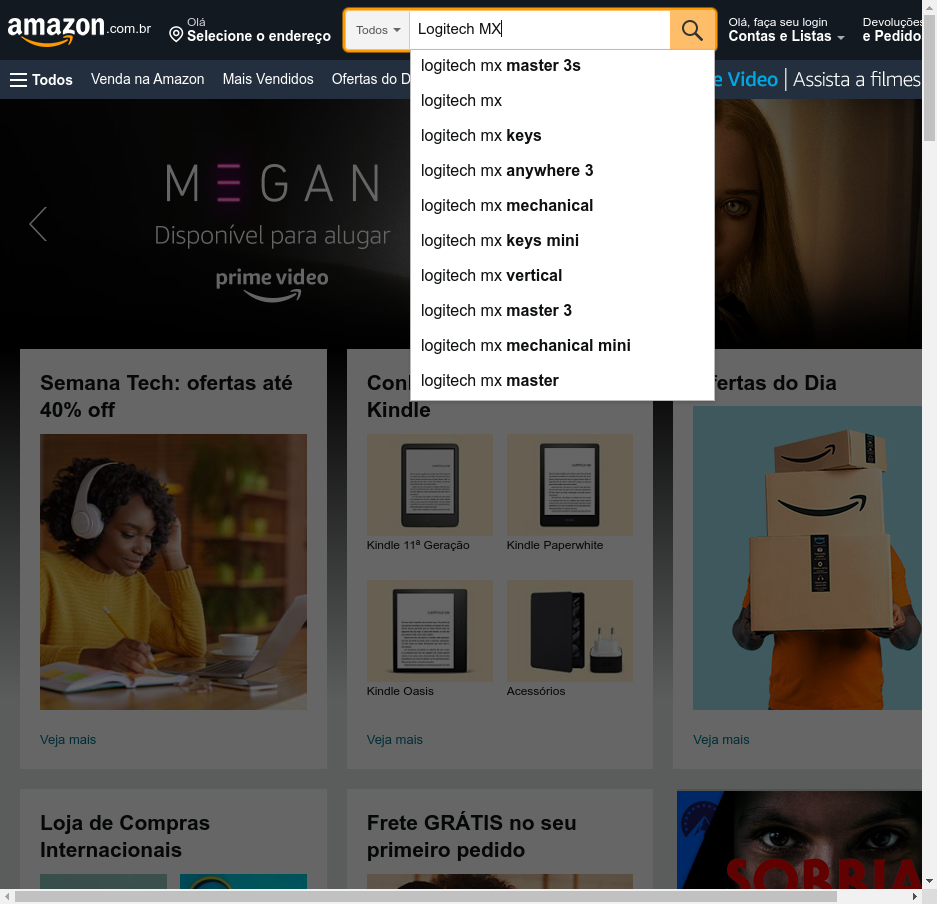 amazon.com.br
Olá
Selecione o endereço
Todos
Logitech MX
Olá, faça seu login
Contas e Listas
Devoluções
e Pedido
Todos
Venda na Amazon
Mais Vendidos
Ofertas do D
e Video | Assista a filmes
logitech mx master 3s
logitech mx
logitech mx keys
logitech mx anywhere 3
logitech mx mechanical
logitech mx keys mini
logitech mx vertical
logitech mx master 3
logitech mx mechanical mini
logitech mx master
MEGAN
Disponível para alugar
prime video
Semana Tech: ofertas até
40% off
Veja mais
Con
Kindle
Kindle 11ª Geração
Kindle Paperwhite
Kindle Oasis
Acessórios
Veja mais
fertas do Dia
Veja mais
Loja de Compras
Internacionais
Frete GRÁTIS no seu
primeiro pedido
SOBRIA